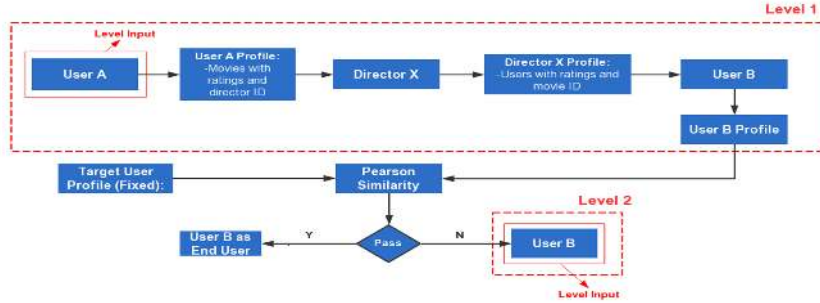 Level 1
Level Input
User A
User A Profile:
-Movies with
ratings and
director ID
Director X
Director X Profile:
-Users with ratings and
movie ID
User B
User B Profile
Target User
Profile (Fixed):
Pearson
Similarity
Level 2
User B as
End User
Y
Pass
N
User B
Level Input